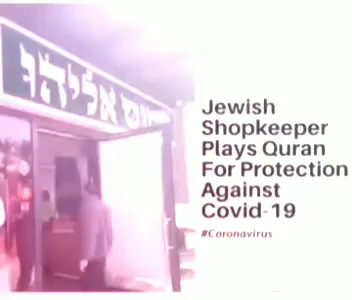 אליהו
Jewish
Shopkeeper
Plays Quran
For Protection
Against
Covid-19
#Coronavirus